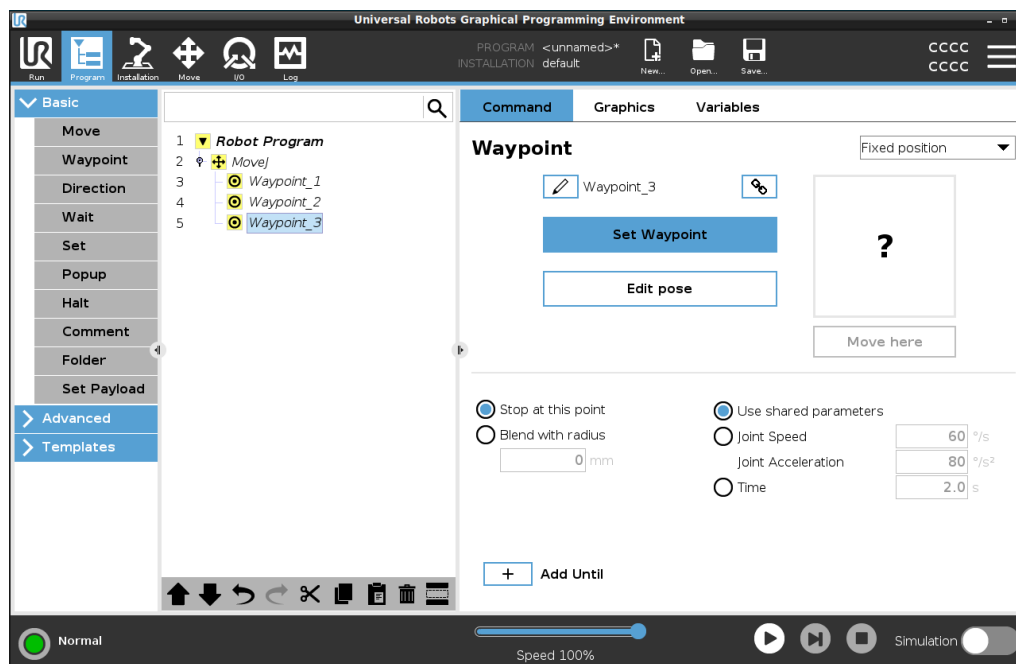 Universal Robots Graphical Programming Environment
UR
Run
Program
Installation
Move
I/O
Log
PROGRAM <unnamed>*
INSTALLATION default
New...
Open...
Save...
CCCC
CCCC
Basic
Move
Waypoint
Direction
Wait
Set
Popup
Halt
Comment
Folder
Set Payload
Advanced
Templates
1 Robot Program
2 MoveJ
3 Waypoint_1
4 Waypoint_2
5 Waypoint_3
Command Graphics Variables
Waypoint
Fixed position
Waypoint_3
Set Waypoint
Edit pose
?
Move here
Stop at this point
Blend with radius
0 mm
Use shared parameters
Joint Speed 60 °/s
Joint Acceleration 80 °/s²
Time 2.0 s
+ Add Until
Normal
Speed 100%
Simulation